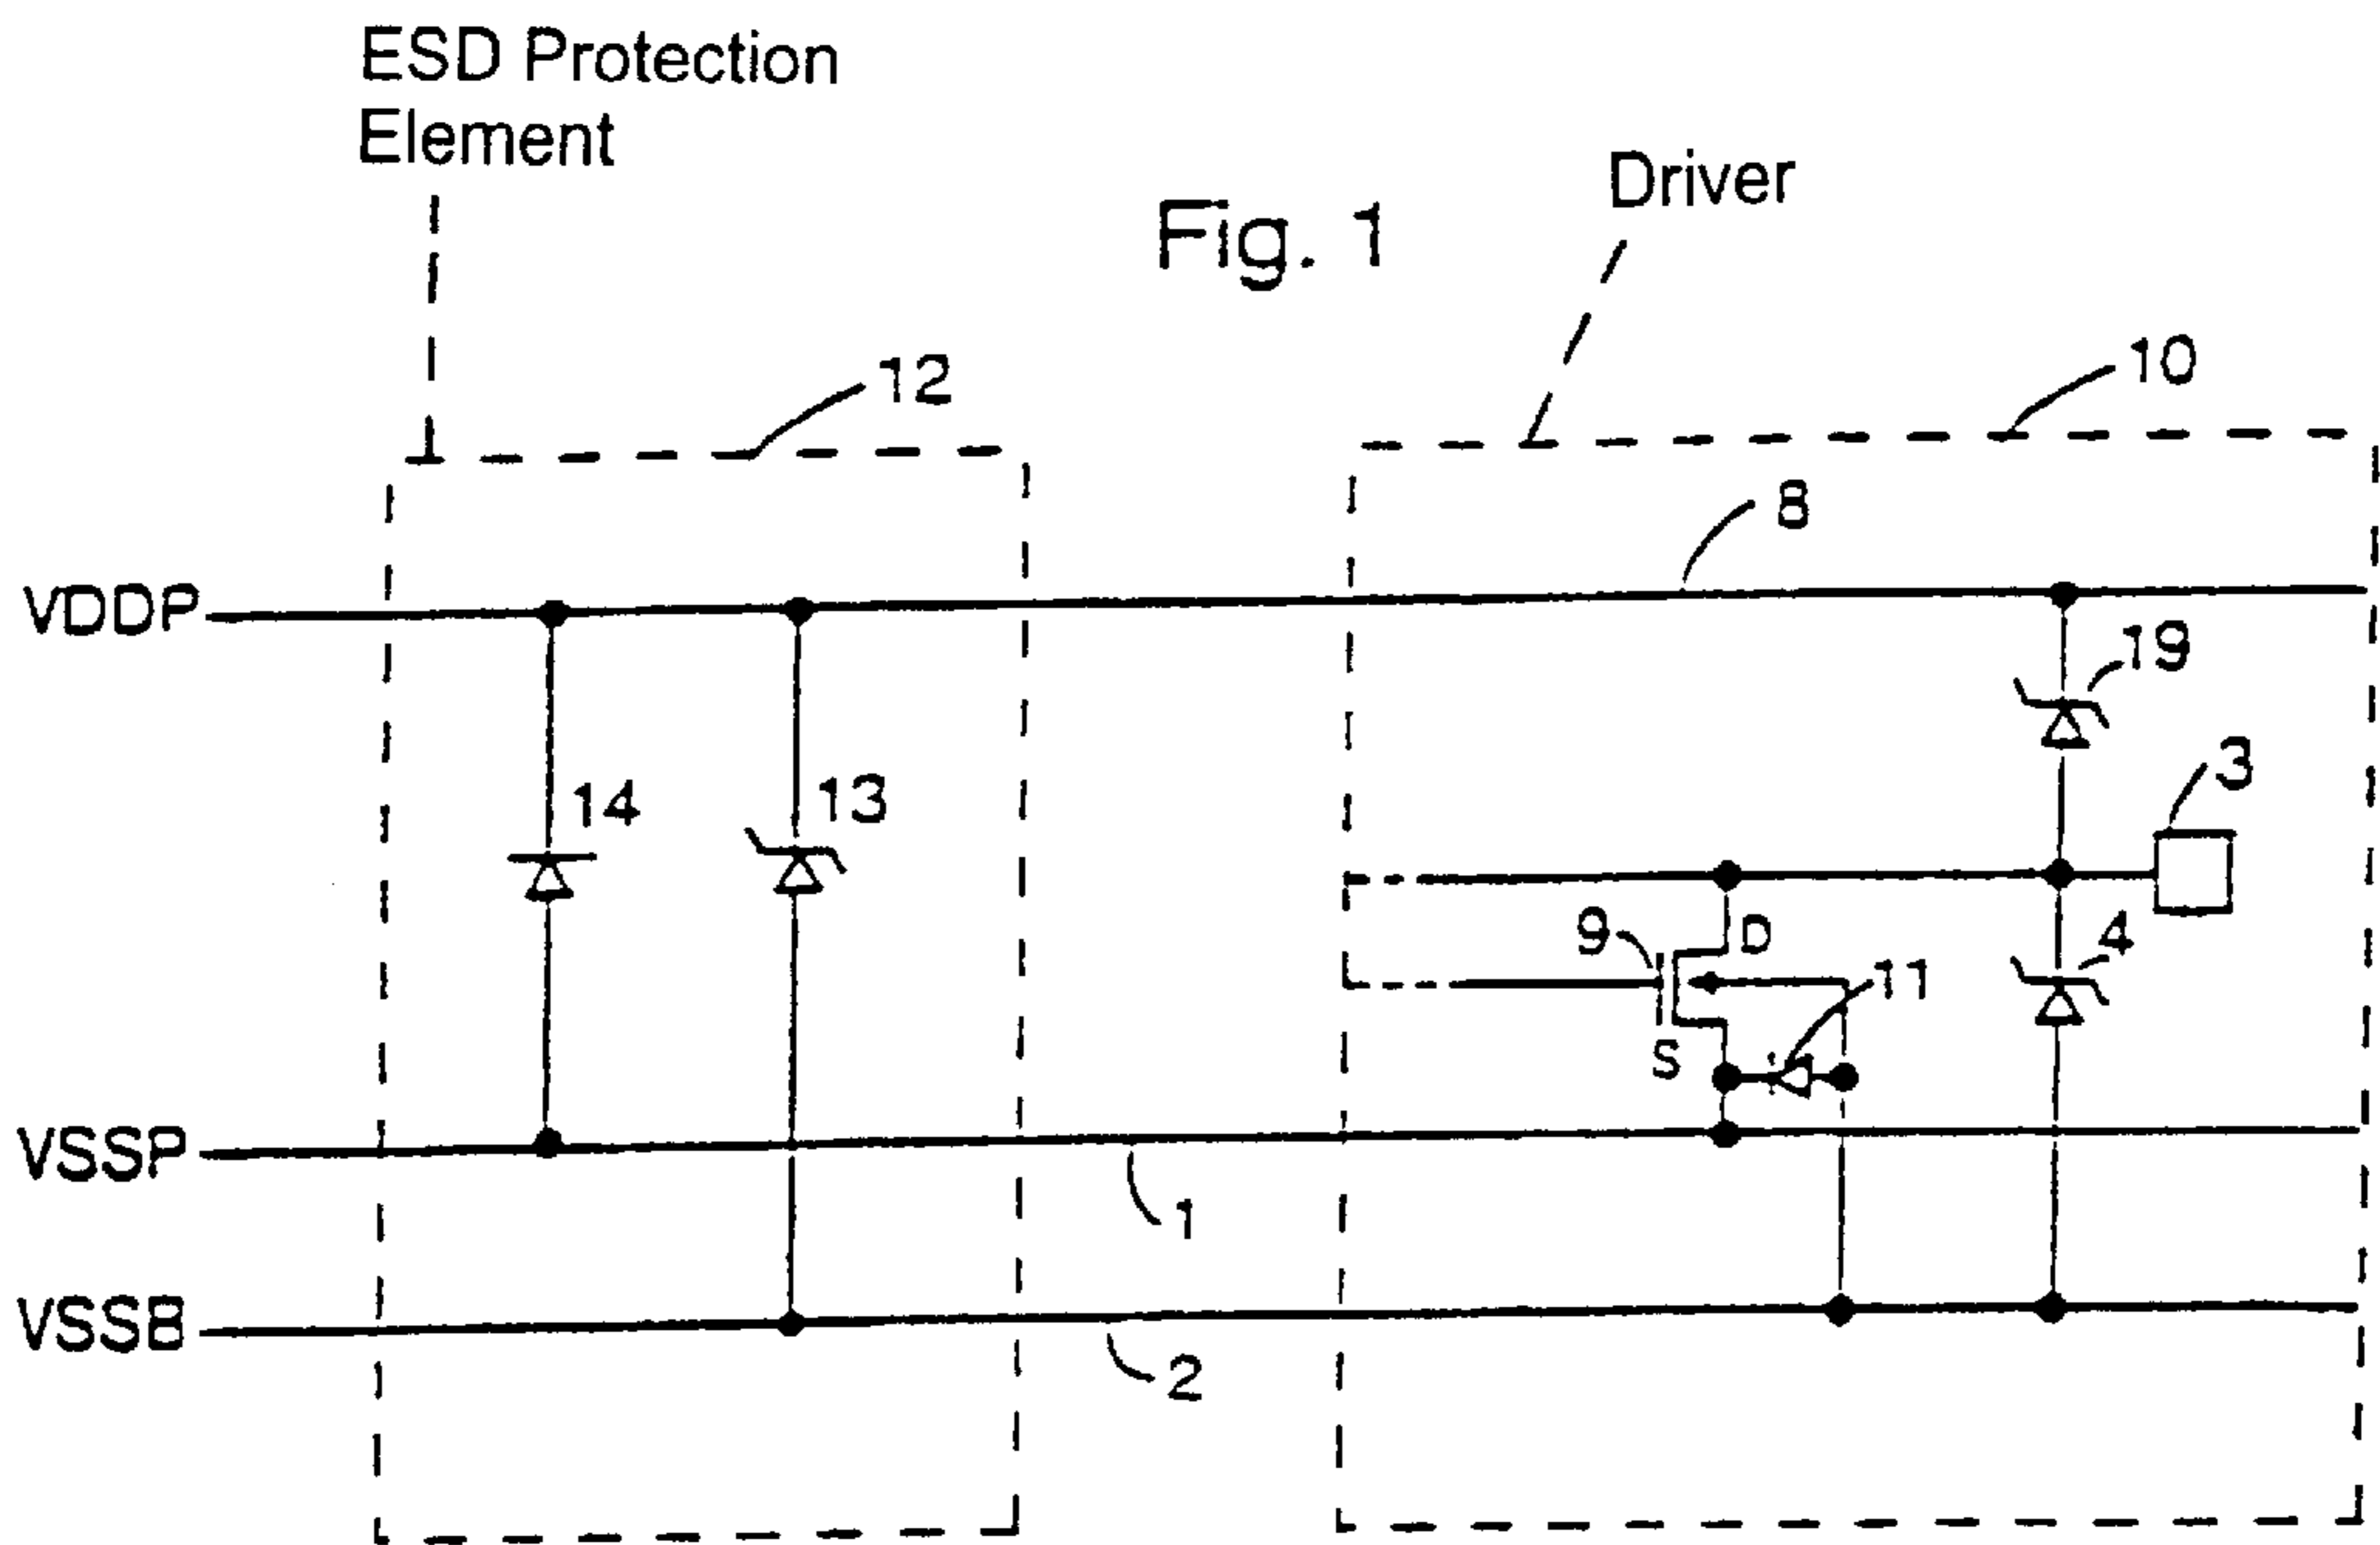 ESD Protection
Element
Driver
Fig. 1
12
10
8
VDDP
19
14
13
3
9
D
4
11
S
VSSP
1
VSSB
2